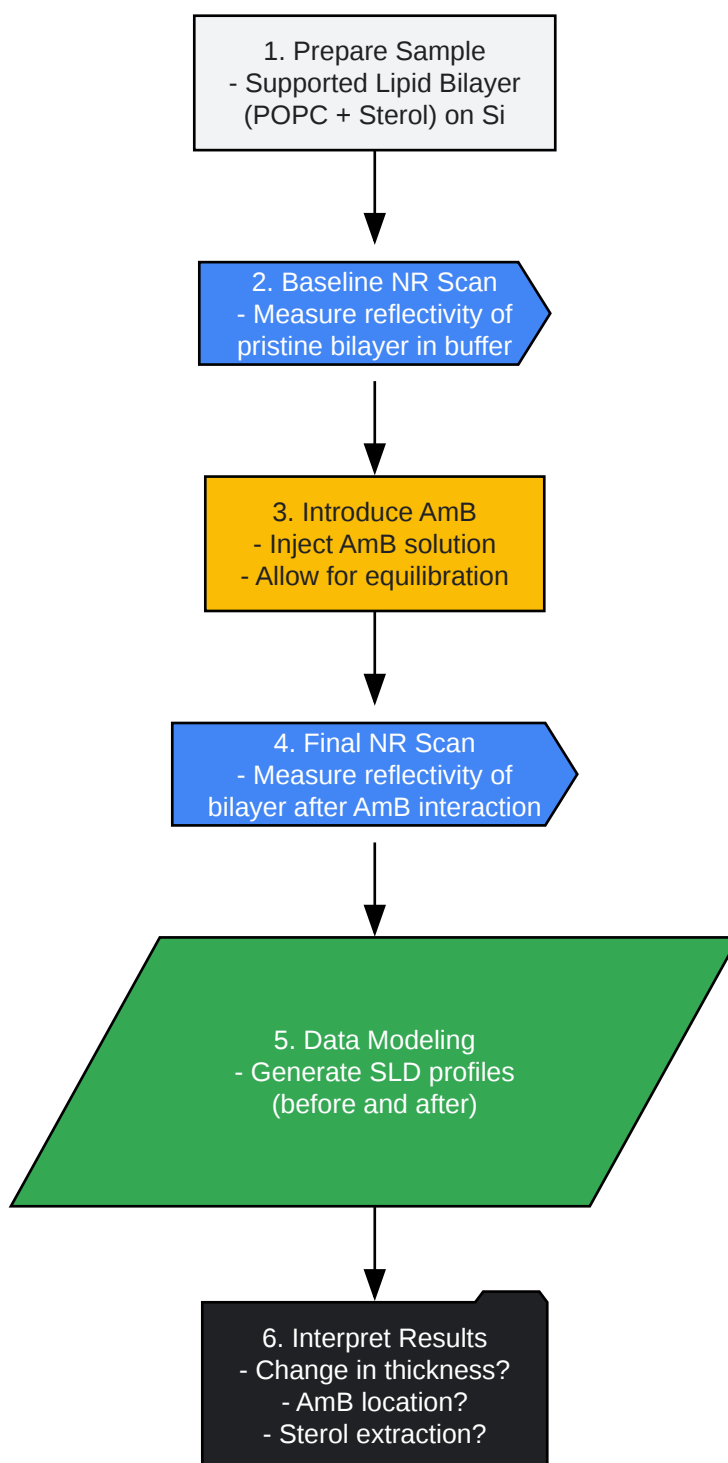 1. Prepare Sample
- Supported Lipid Bilayer
(POPC + Sterol) on Si
2. Baseline NR Scan
- Measure reflectivity of
pristine bilayer in buffer
3. Introduce AmB
- Inject AmB solution
- Allow for equilibration
4. Final NR Scan
- Measure reflectivity of
bilayer after AmB interaction
5. Data Modeling
- Generate SLD profiles
(before and after)
6. Interpret Results
- Change in thickness?
- AmB location?
- Sterol extraction?